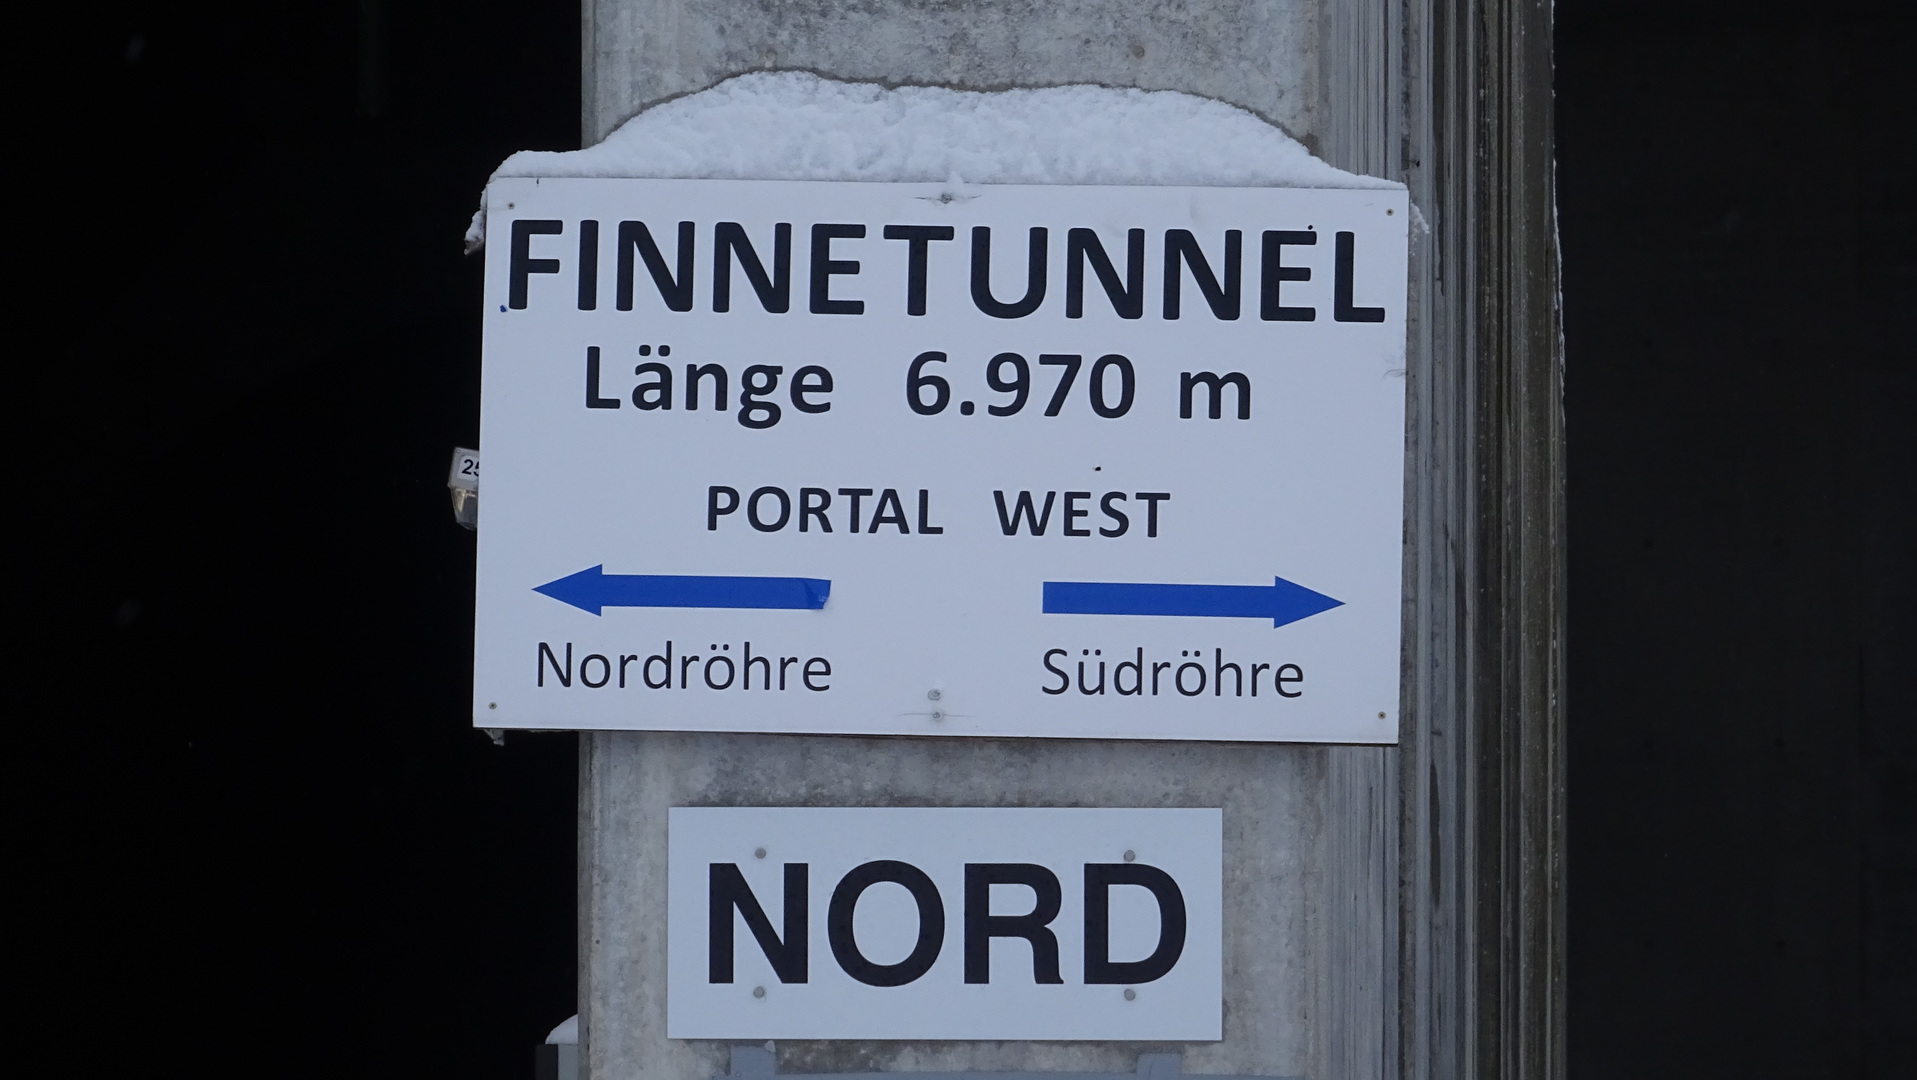 FINNETUNNEL
Länge 6.970 m
PORTAL WEST
Nordröhre Südröhre
NORD